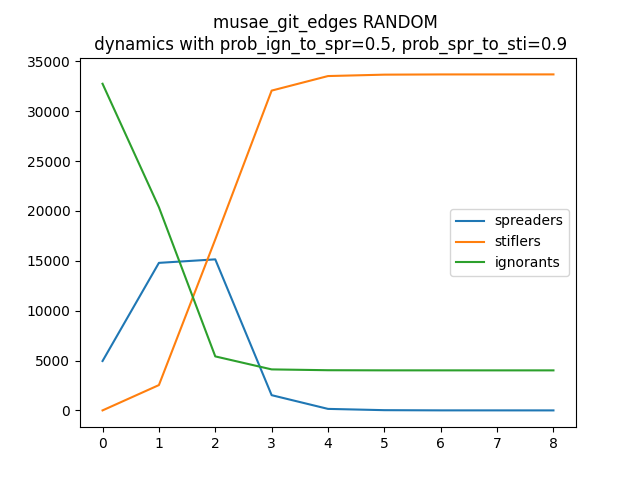 musae_git_edges RANDOM
dynamics with prob_ign_to_spr=0.5, prob_spr_to_sti=0.9
35000
30000
25000
20000
15000
10000
5000
0
spreaders
stiflers
ignorants
0 1 2 3 4 5 6 7 8